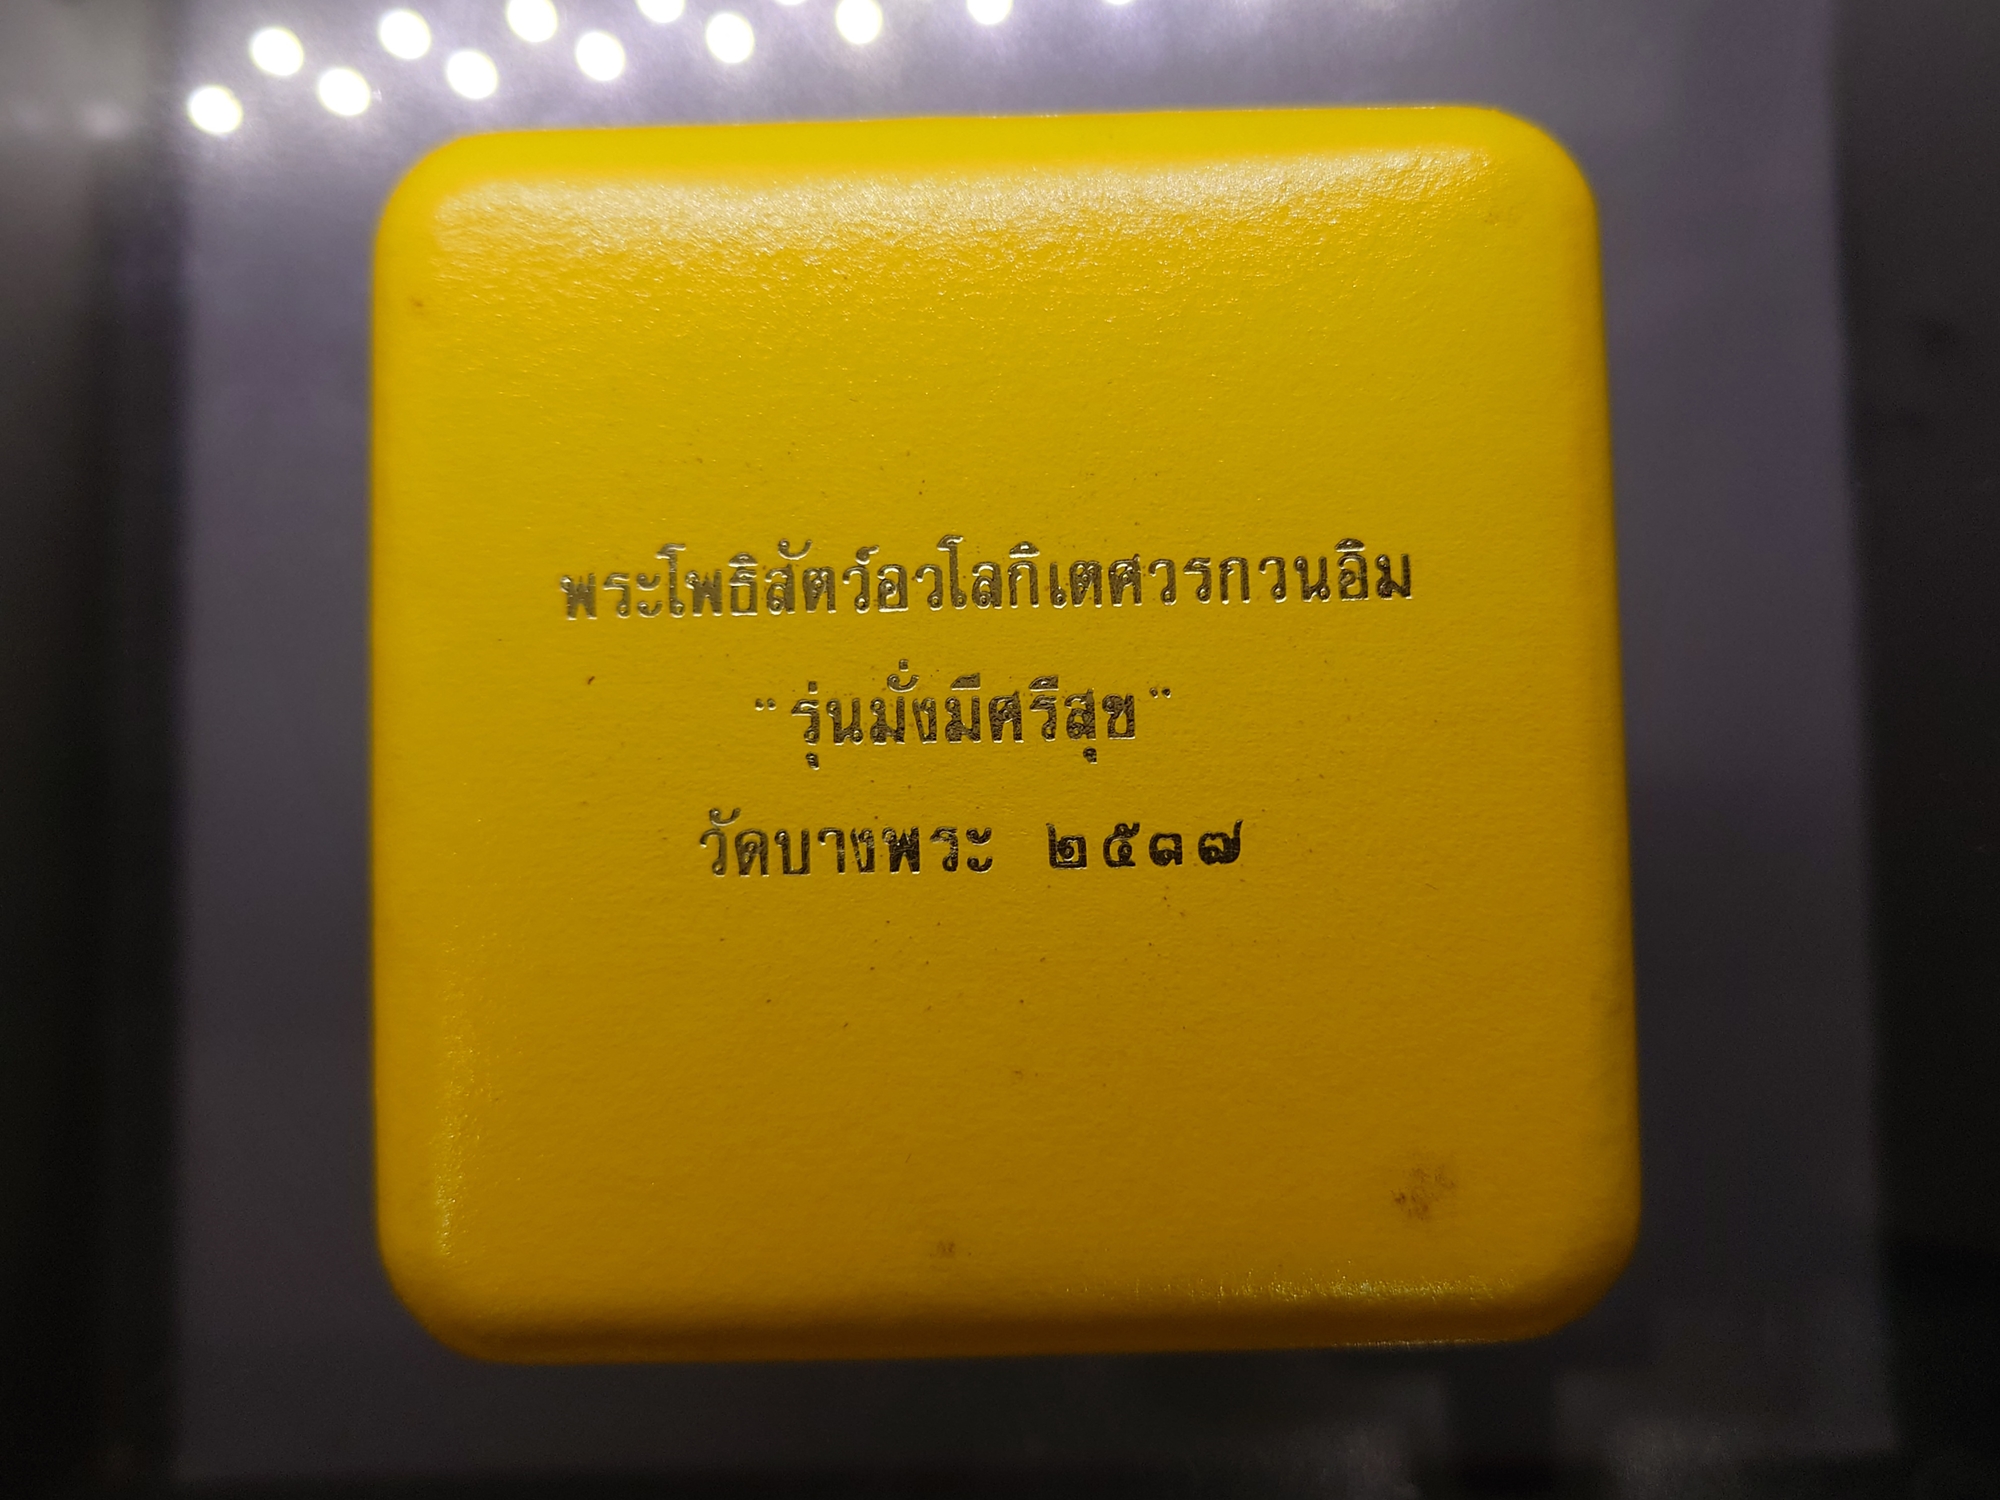 พระโพธิสัตว์อวโลกิเตศวรกวนอิม
"รุ่นมั่งมีศรีสุข"
วัดบางพระ ๒๕๓๗